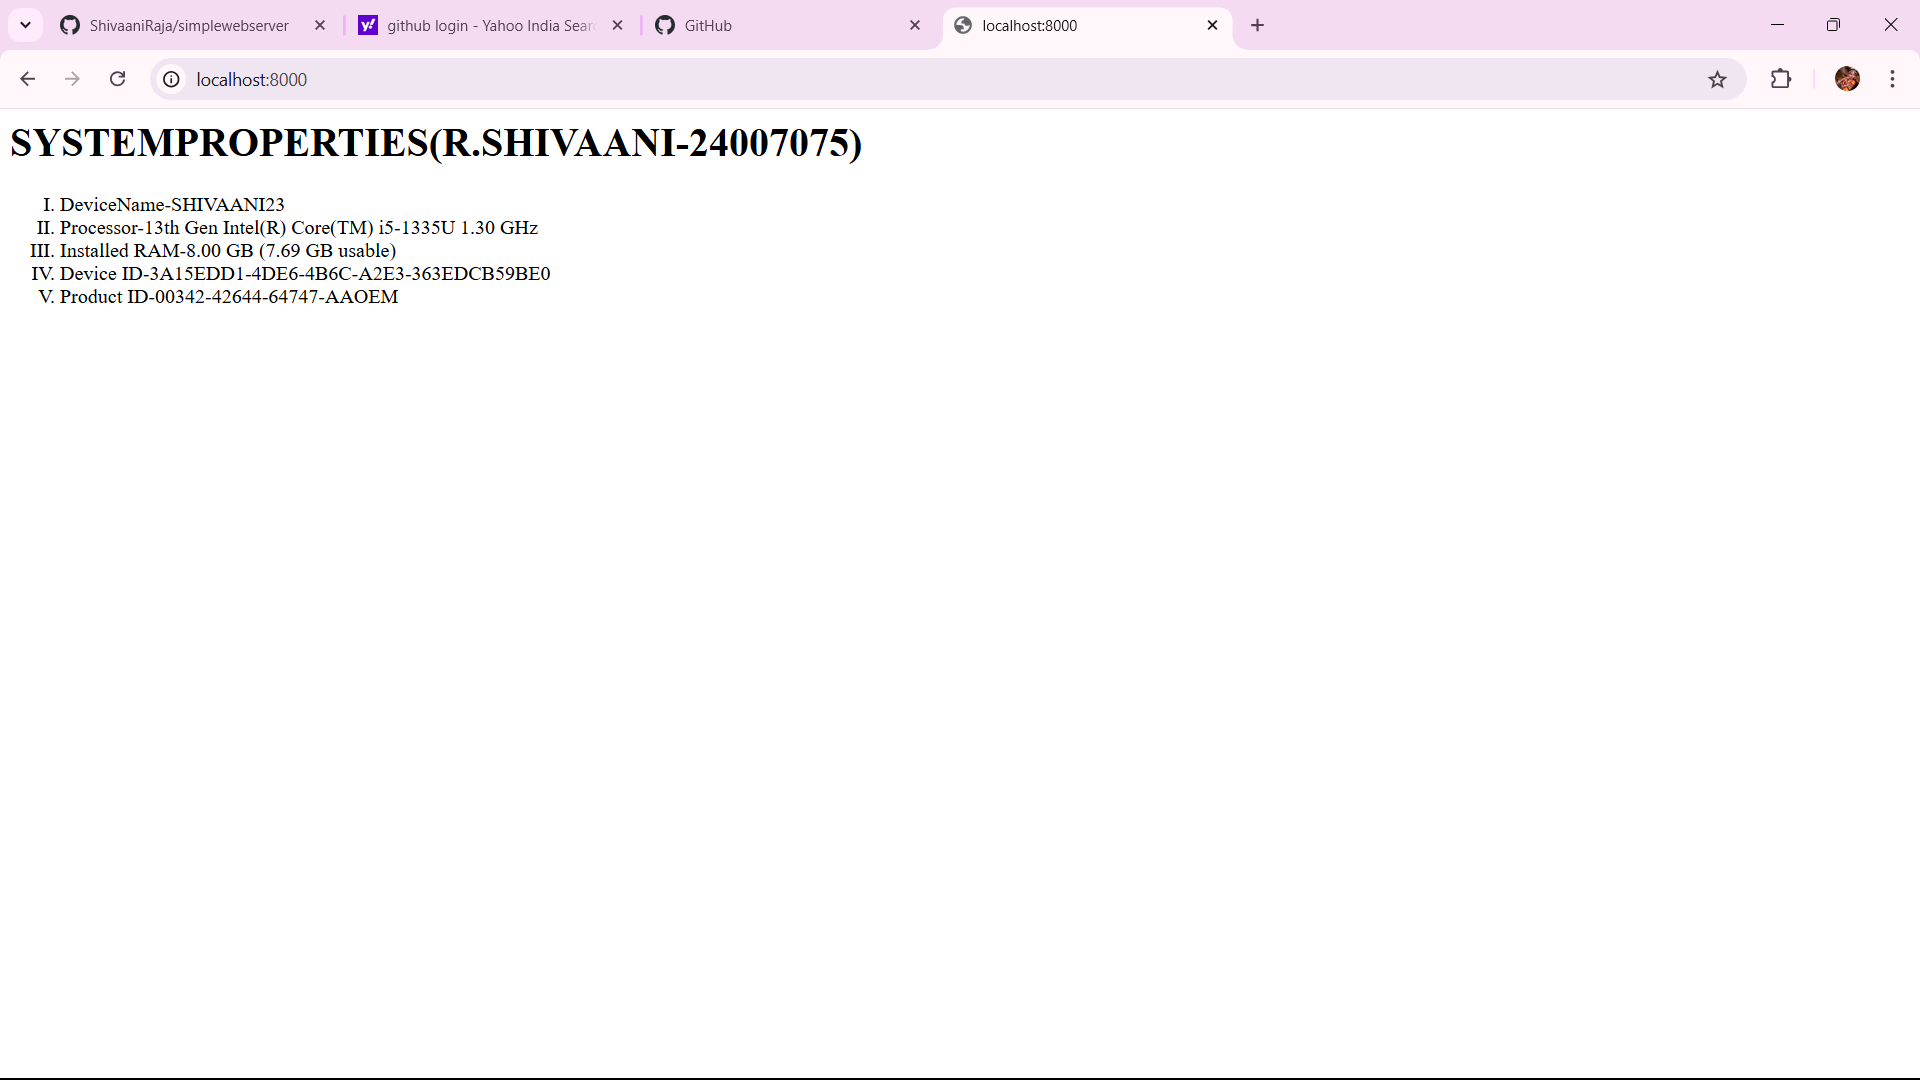 ShivaaniRaja/simplewebserver
github login - Yahoo India Sear
GitHub
localhost:8000
localhost:8000
SYSTEMPROPERTIES(R.SHIVAANI-24007075)
I. DeviceName-SHIVAANI23
II. Processor-13th Gen Intel(R) Core(TM) i5-1335U 1.30 GHz
III. Installed RAM-8.00 GB (7.69 GB usable)
IV. Device ID-3A15EDD1-4DE6-4B6C-A2E3-363EDCB59BE0
V. Product ID-00342-42644-64747-AAOEM